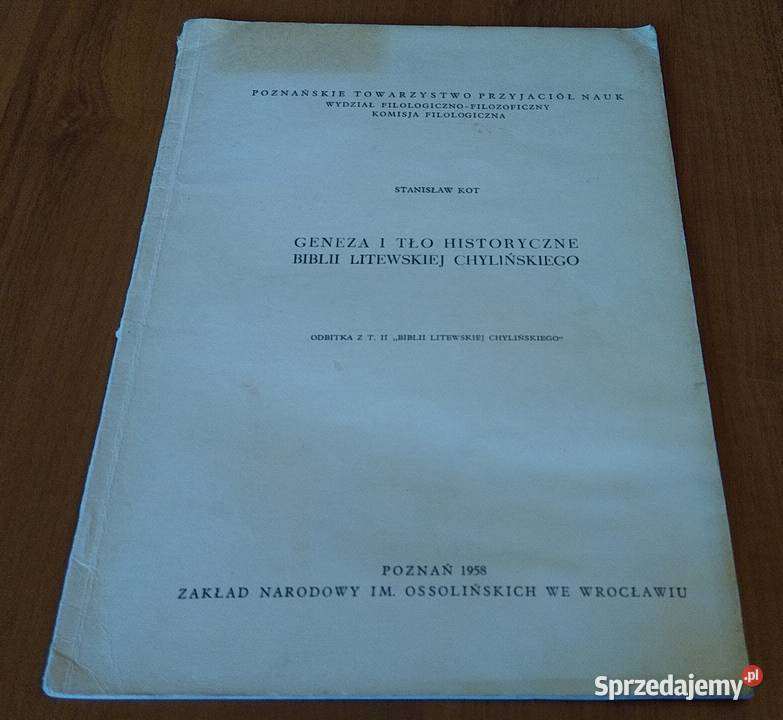 POZNAŃSKIE TOWARZYSTWO PRZYJACIÓŁ NAUK
WYDZIAŁ FILOLOGICZNO-FILOZOFICZNY
KOMISJA FILOLOGICZNA
STANISŁAW KOT
GENEZA I TŁO HISTORYCZNE
BIBLII LITEWSKIEJ CHYLIŃSKIEGO
ODBITKA Z T. II „BIBLII LITEWSKIEJ CHYLIŃSKIEGO“
POZNAŃ 1958
ZAKŁAD NARODOWY IM. OSSOLIŃSKICH WE WROCŁAWIU
Sprzedajemy.pl